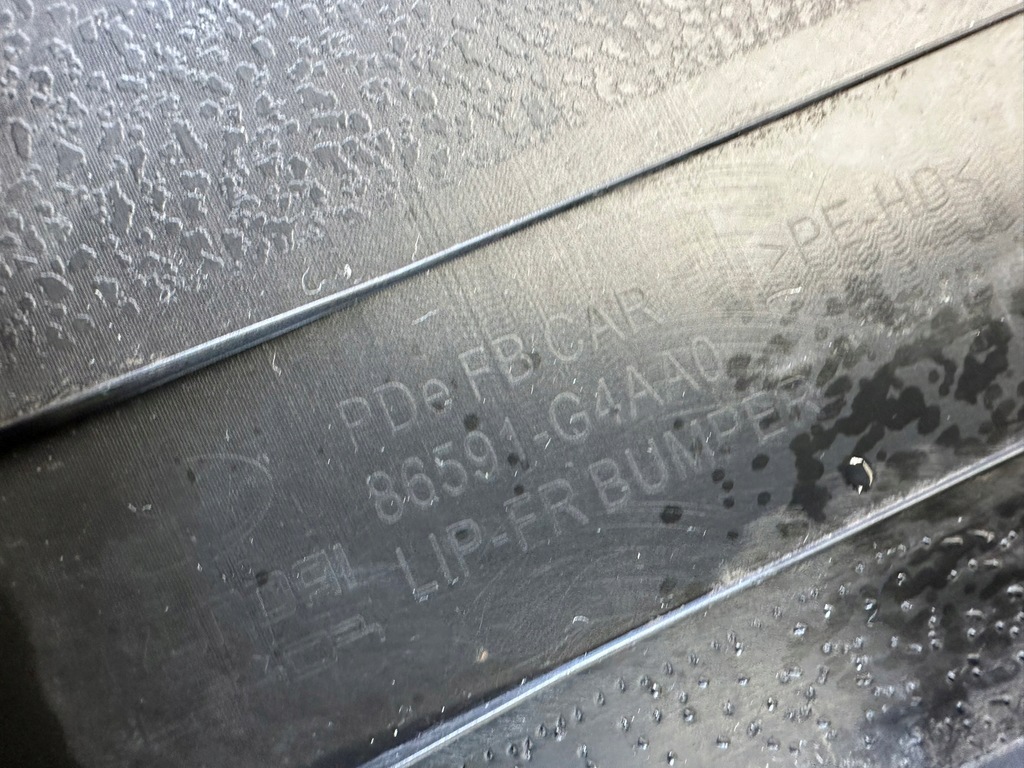 >PE-HD<
PDe FB CAR
86591-G4AA0
LIP-FR BUMPER